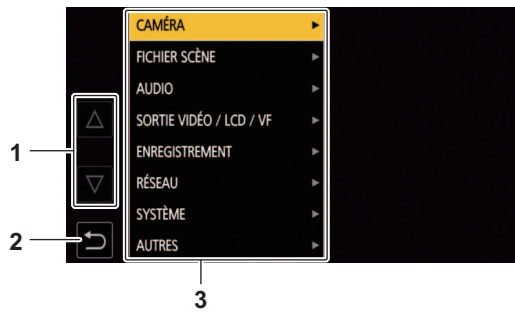 CAMÉRA
FICHIER SCÈNE
AUDIO
SORTIE VIDÉO / LCD / VF
ENREGISTREMENT
RÉSEAU
SYSTÈME
AUTRES
1
2
3